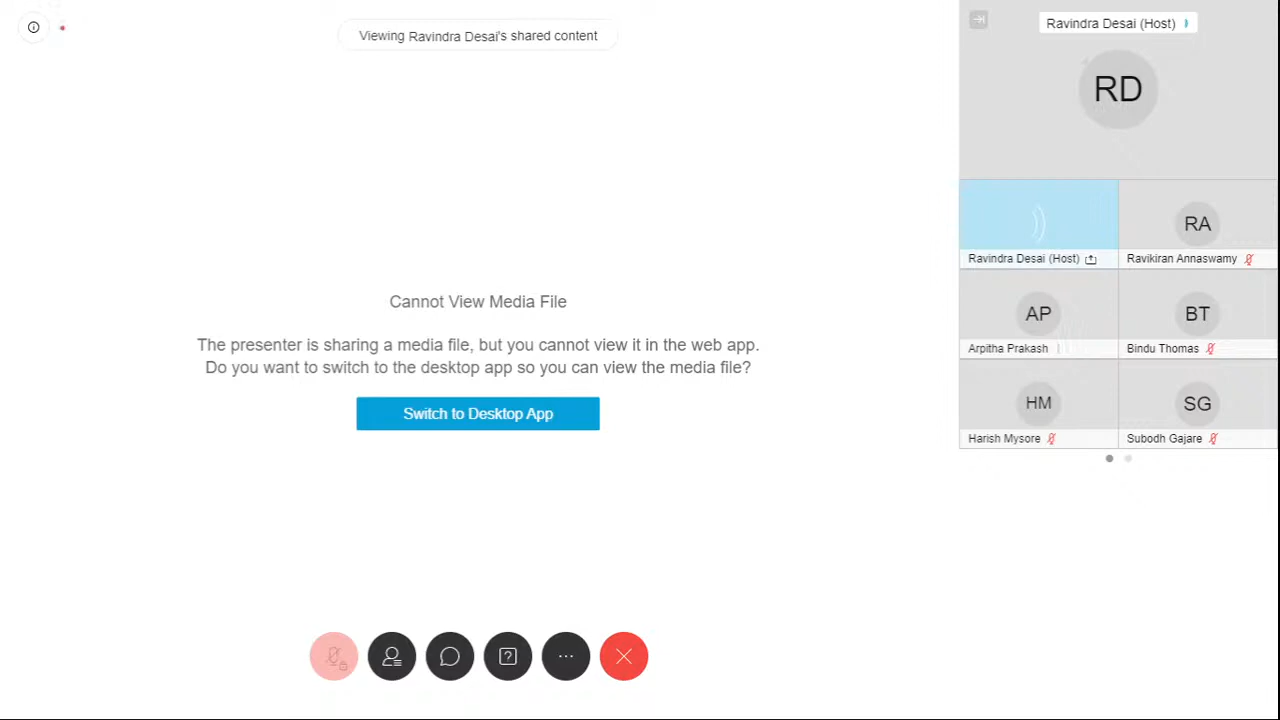 Viewing Ravindra Desai's shared content
Ravindra Desai (Host)
RD
Ravindra Desai (Host)
RA
Ravikiran Annaswamy
AP
Arpitha Prakash
BT
Bindu Thomas
HM
Harish Mysore
SG
Subodh Gajare
Cannot View Media File
The presenter is sharing a media file, but you cannot view it in the web app.
Do you want to switch to the desktop app so you can view the media file?
Switch to Desktop App